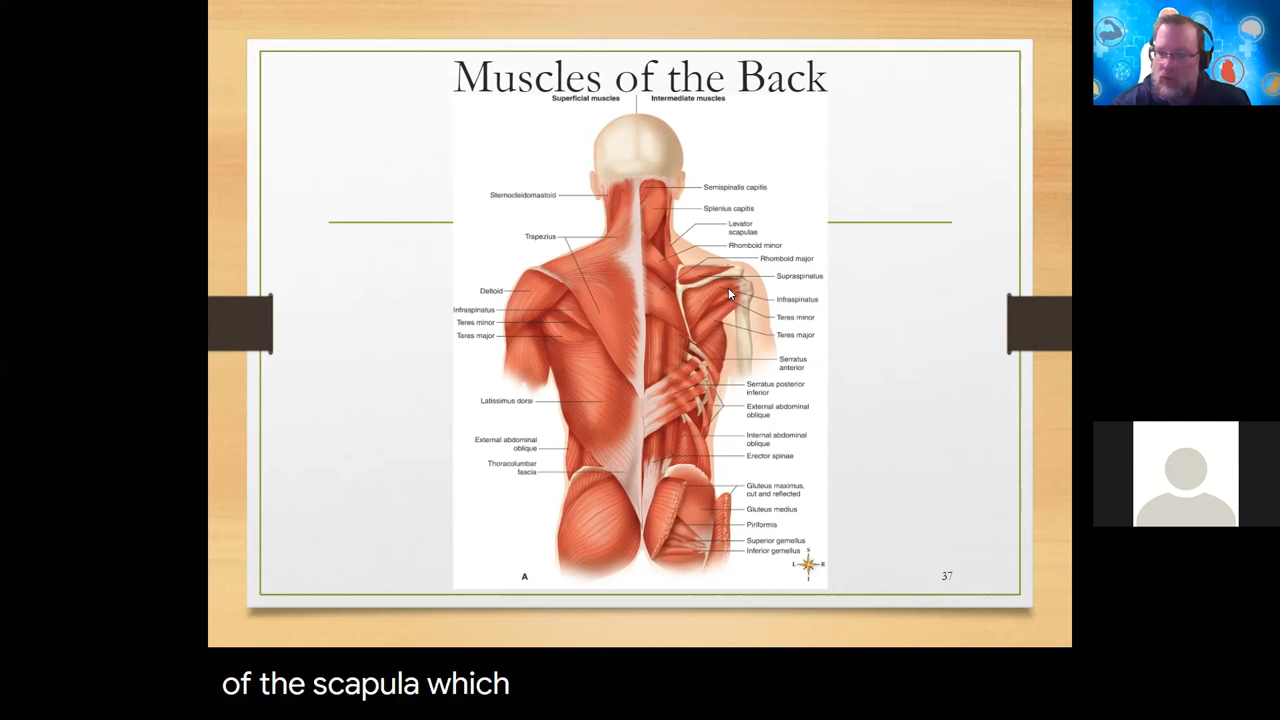 Muscles of the Back
Superficial muscles
Intermediate muscles
Sternocleidomastoid
Trapezius
Deltoid
Infraspinatus
Teres minor
Teres major
Latissimus dorsi
External abdominal
oblique
Thoracolumbar
fascia
Semispinalis capitis
Splenius capitis
Levator
scapulae
Rhomboid minor
Rhomboid major
Supraspinatus
Infraspinatus
Teres minor
Teres major
Serratus
anterior
Serratus posterior
inferior
External abdominal
oblique
Internal abdominal
oblique
Erector spinae
Gluteus maximus,
cut and reflected
Gluteus medius
Piriformis
Superior gemellus
Inferior gemellus
S
L R
I
A
37
of the scapula which